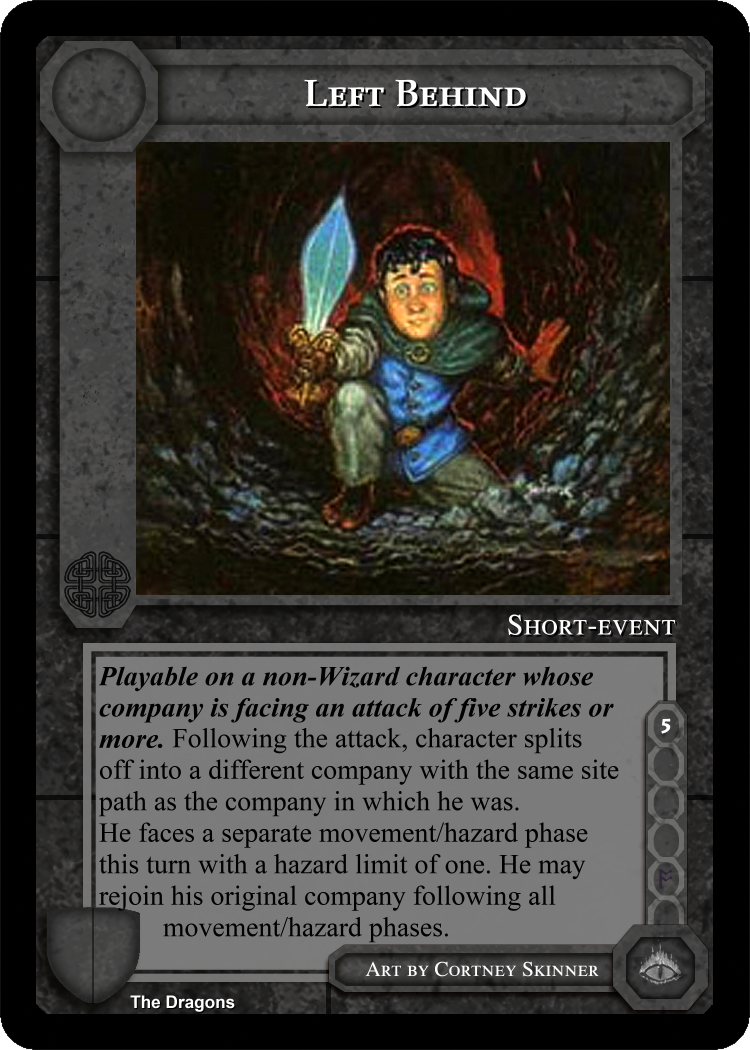 Left Behind
Short-event
Playable on a non-Wizard character whose
company is facing an attack of five strikes or
more. Following the attack, character splits
off into a different company with the same site
path as the company in which he was.
He faces a separate movement/hazard phase
this turn with a hazard limit of one. He may
rejoin his original company following all
movement/hazard phases.
5
Art by Cortney Skinner
The Dragons